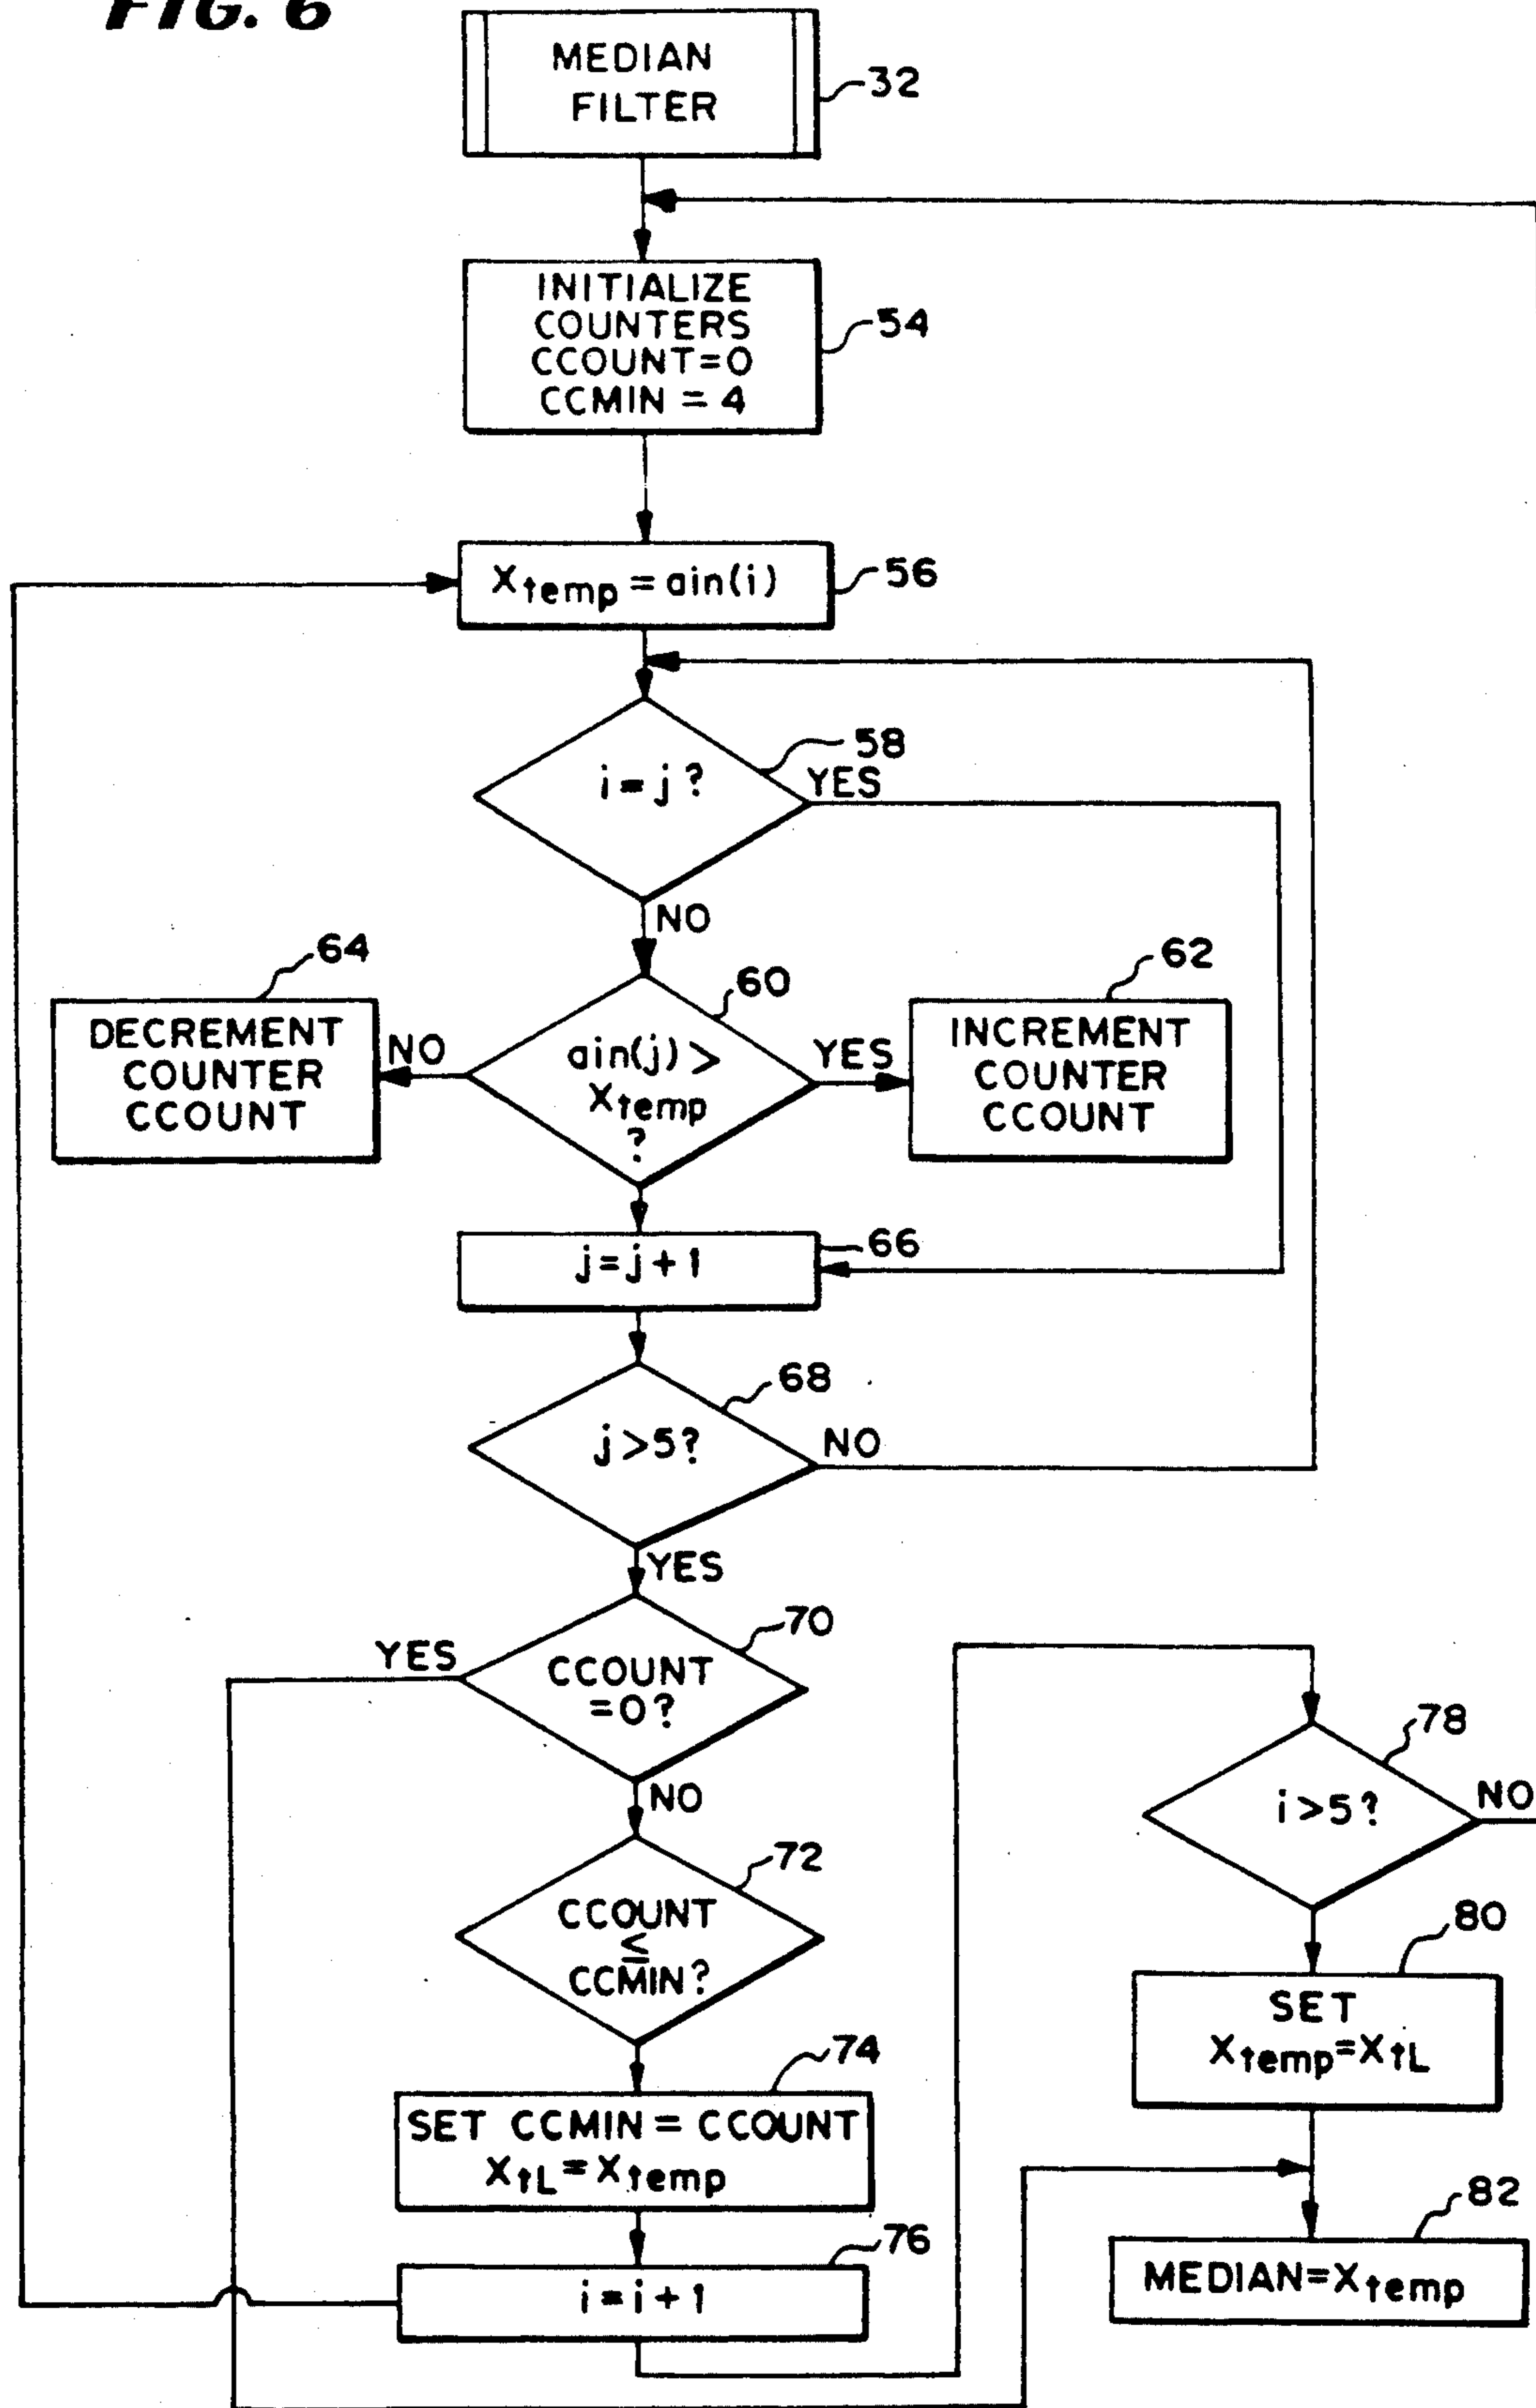 FIG. 6
MEDIAN
FILTER
32
INITIALIZE
COUNTERS
CCOUNT=0
CCMIN = 4
54
Xtemp = ain(i)
56
i = j ?
58
YES
NO
64
DECREMENT
COUNTER
CCOUNT
NO
60
ain(j) >
Xtemp
?
YES
62
INCREMENT
COUNTER
CCOUNT
j = j + 1
66
68
j > 5?
NO
YES
YES
70
CCOUNT
=0?
NO
72
CCOUNT
≤
CCMIN?
74
SET CCMIN = CCOUNT
XtL = Xtemp
76
i = i + 1
78
i > 5?
NO
80
SET
Xtemp = XtL
82
MEDIAN = Xtemp